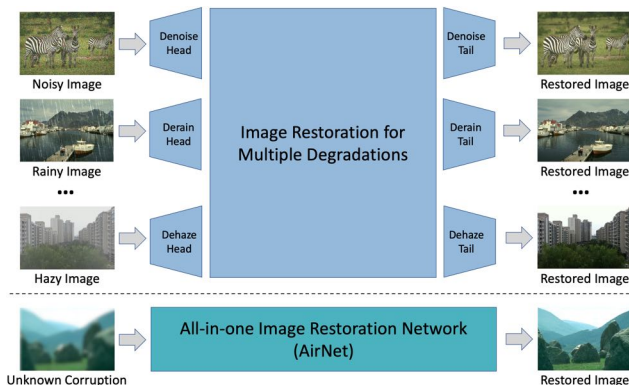 Noisy Image
Denoise
Head
Denoise
Tail
Restored Image
Rainy Image
Derain
Head
Image Restoration for
Multiple Degradations
Derain
Tail
Restored Image
...
...
Hazy Image
Dehaze
Head
Dehaze
Tail
Restored Image
Unknown Corruption
All-in-one Image Restoration Network
(AirNet)
Restored Image